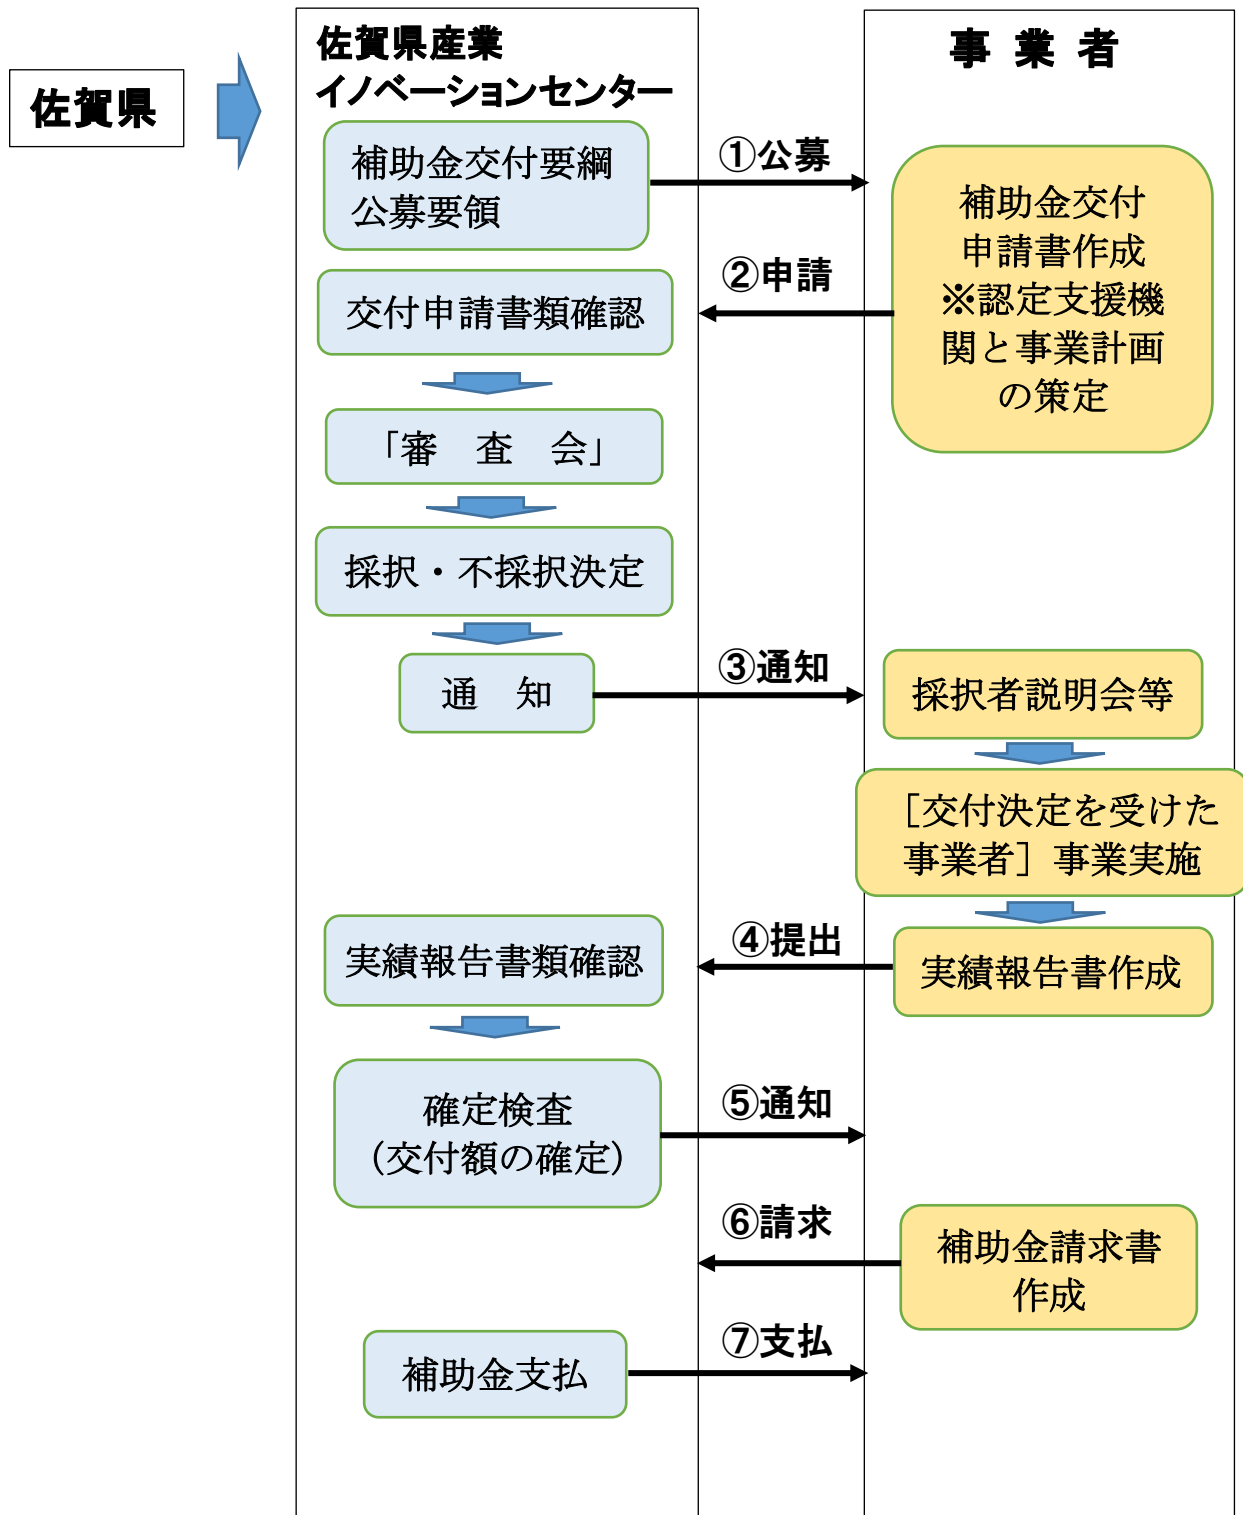 佐賀県
佐賀県産業
イノベーションセンター
事 業 者
補助金交付要綱
公募要領
①公募
補助金交付
申請書作成
※認定支援機
関と事業計画
の策定
②申請
交付申請書類確認
「審 査 会」
採択・不採択決定
通 知
③通知
採択者説明会等
[交付決定を受けた
事業者] 事業実施
実績報告書作成
④提出
実績報告書類確認
確定検査
(交付額の確定)
⑤通知
補助金請求書
作成
⑥請求
補助金支払
⑦支払